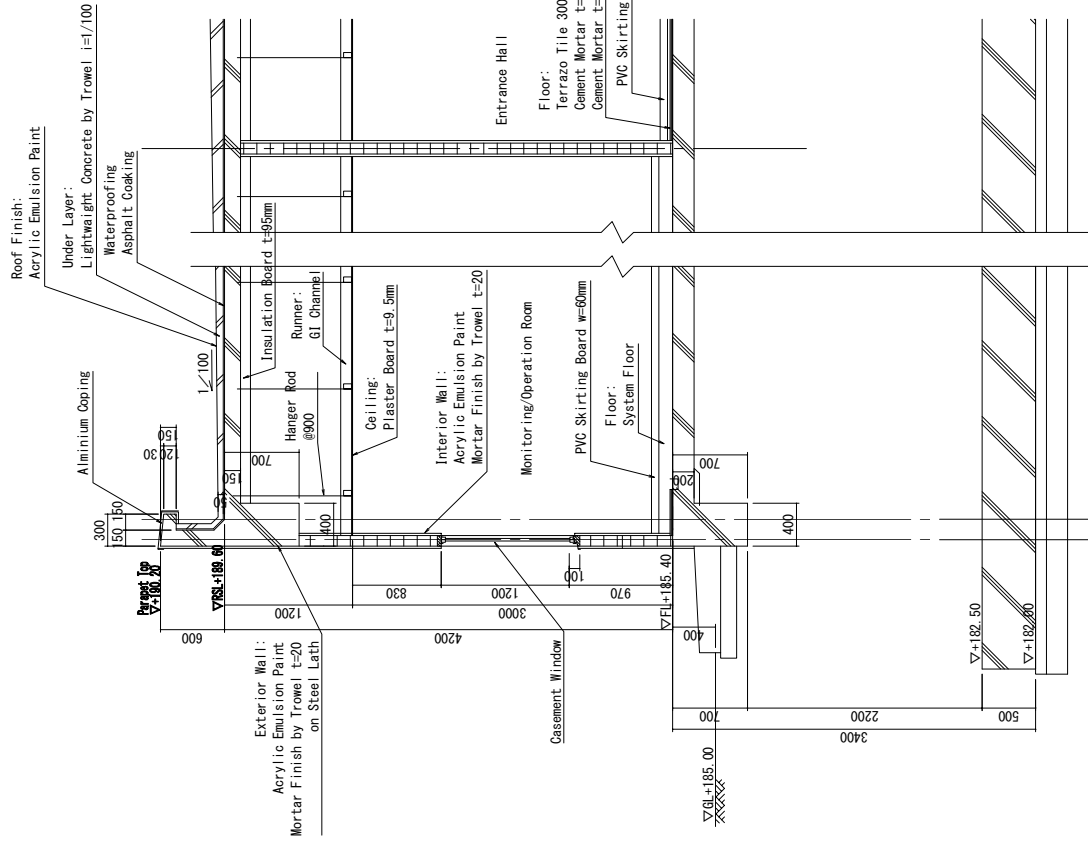 Roof Finish:
Acrylic Emulsion Paint
Under Layer:
Lightwaight Concrete by Trowel i=1/100
Waterproofing
Asphalt Coaking
Alminium Coping
1/100
Insulation Board t=95mm
Runner:
GI Channel
Hanger Rod
@900
Ceiling:
Plaster Board t=9.5mm
Interior Wall:
Acrylic Emulsion Paint
Mortar Finish by Trowel t=20
Monitoring/Operation Room
PVC Skirting Board w=60mm
Floor:
System Floor
Entrance Hall
Floor:
Terrazo Tile 300
Cement Mortar t=
Cement Mortar t=
PVC Skirting
Parapet Top
▽+190.20
▽RSL+189.60
▽FL+185.40
▽GL+185.00
▽+182.50
▽+182.00
Exterior Wall:
Acrylic Emulsion Paint
Mortar Finish by Trowel t=20
on Steel Lath
Casement Window
300
150 150
150
120 30
150
50
700
400
600
1200
4200
830
1200
970
3000
100
200
700
400
400
700
2200
500
3400